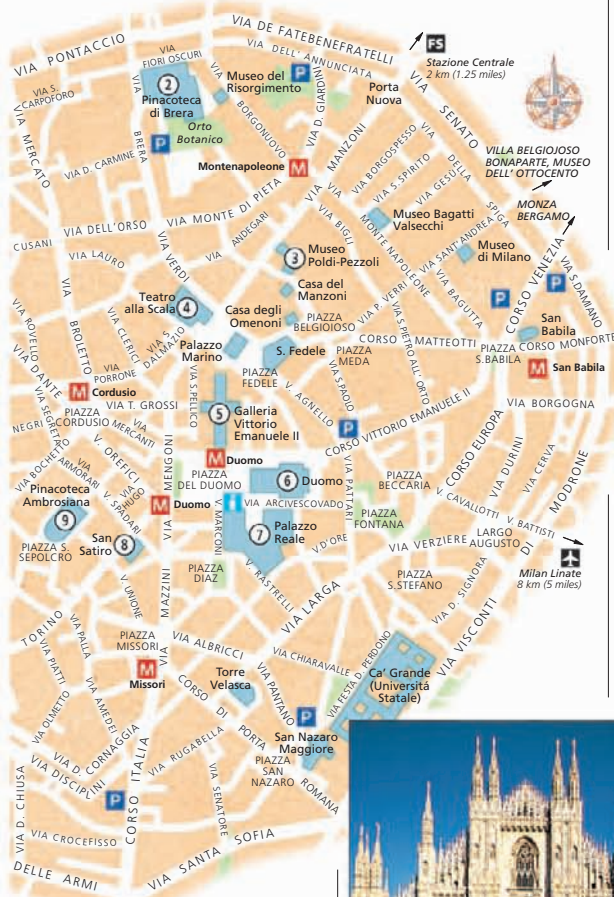 VIA PONTACCIO
VIA DE FATEBENEFRATELLI
VIA
FIORI OSCURI
VIA DELL' ANNUNCIATA
FS
Stazione Centrale
2 km (1.25 miles)
VIA S.
CARPOFORO
VIA MERCATO
VIA
BRERA
2
Pinacoteca
di Brera
Museo del
Risorgimento
P
VIA D. GIARDINI
Porta
Nuova
VIA
SENATO
Orto
Botanico
VIA
BORGONUOVO
P
VIA D. CARMINE
Montenapoleone
M
VIA MANZONI
VIA BORGOSPESSO
VIA S. SPIRITO
VIA GESU
VIA
DELLA
SPIGA
VILLA BELGIOJOSO
BONAPARTE, MUSEO
DELL' OTTOCENTO
MONZA
BERGAMO
CUSANI
VIA DELL'ORSO
VIA MONTE DI PIETA
VIA
ANDEGARI
VIA
MONTE NAPOLEONE
VIA BIGLI
Museo Bagatti
Valsecchi
VIA SANT'ANDREA
Museo
di Milano
VIA BAGUTTA
VIA P. VERRI
CORSO VENEZIA
VIA S.DAMIANO
VIA LAURO
VIA VERDI
3
Museo
Poldi-Pezzoli
Casa del
Manzoni
Teatro
alla Scala
4
Casa degli
Omenoni
PIAZZA
BELGIOIOSO
P
P
San
Babila
VIA ROVELLO
VIA DANTE
VIA
BROLETTO
VIA CLERICI
VIA S.
DALMAZIO
Palazzo
Marino
S. Fedele
PIAZZA
MEDA
CORSO MATTEOTTI
PIAZZA
S.BABILA
CORSO MONFORTE
M
San Babila
VIA
PORRONE
Cordusio
M
VIA S.PELLICO
PIAZZA
FEDELE
V. AGNELLO
VIA S.PAOLO
VIA S.PIETRO ALL' ORTO
VIA T. GROSSI
5
Galleria
Vittorio
Emanuele II
CORSO VITTORIO EMANUELE II
P
VIA BORGOGNA
NEGRI
PIAZZA
CORDUSIO
VIA
MERCANTI
VIA SEGRETA
VIA BOCHET
VIA
ARMORARI
V. OREFICI
VIA MENGONI
M
Duomo
PIAZZA
DEL DUOMO
6
Duomo
VIA PATTARI
PIAZZA
BECCARIA
CORSO EUROPA
VIA DURINI
VIA CERVA
MODRONE
Pinacoteca
Ambrosiana
9
V. SPADARI
VIA
HUGO
Duomo
M
i
VIA ARCIVESCOVADO
PIAZZA
FONTANA
V. CAVALLOTTI
V. BATTISTI
PIAZZA S.
SEPOLCRO
San
Satiro
8
V. MARCONI
7
Palazzo
Reale
V.D'ORE
VIA VERZIERE
LARGO
AUGUSTO
DI
Milan Linate
8 km (5 miles)
V. UNIONE
VIA MAZZINI
PIAZZA
DIAZ
V. RASTRELLI
VIA LARGA
PIAZZA
S.STEFANO
VIA D. SIGNORA
VIA VISCONTI
TORINO
VIA PALLA
VIA PIATTI
VIA OLMETTO
VIA AMEDEI
PIAZZA
MISSORI
M
Missori
VIA ALBRICCI
VIA CHIARAVALLE
VIA FESTA D. PERDONO
Ca' Grande
(Universitá
Statale)
Torre
Velasca
VIA PANTANO
P
San Nazaro
Maggiore
VIA D. CORNAGGIA
VIA DISCIPLINI
CORSO ITALIA
CORSO DI PORTA
ROMANA
VIA RUGABELLA
VIA SENATORE
PIAZZA
SAN
NAZARO
P
VIA D. CHIUSA
VIA CROCEFISSO
DELLE ARMI
VIA SANTA SOFIA